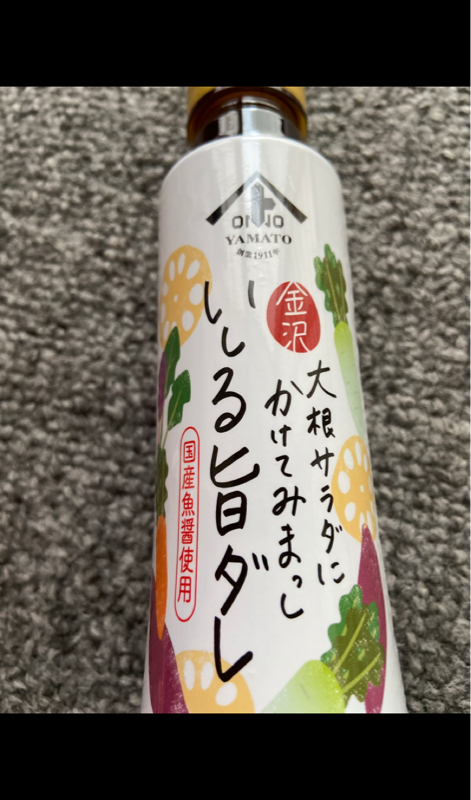 ONO
YAMATO
創業1911年
金沢
大根サラダに
かけてみまっし
いしる旨ダレ
国産魚醤使用